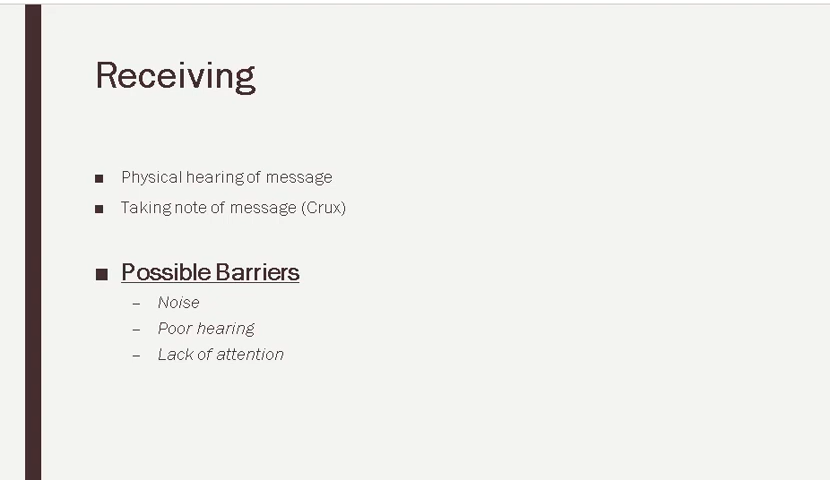 Receiving
Physical hearing of message
Taking note of message (Crux)
Possible Barriers
– Noise
– Poor hearing
– Lack of attention